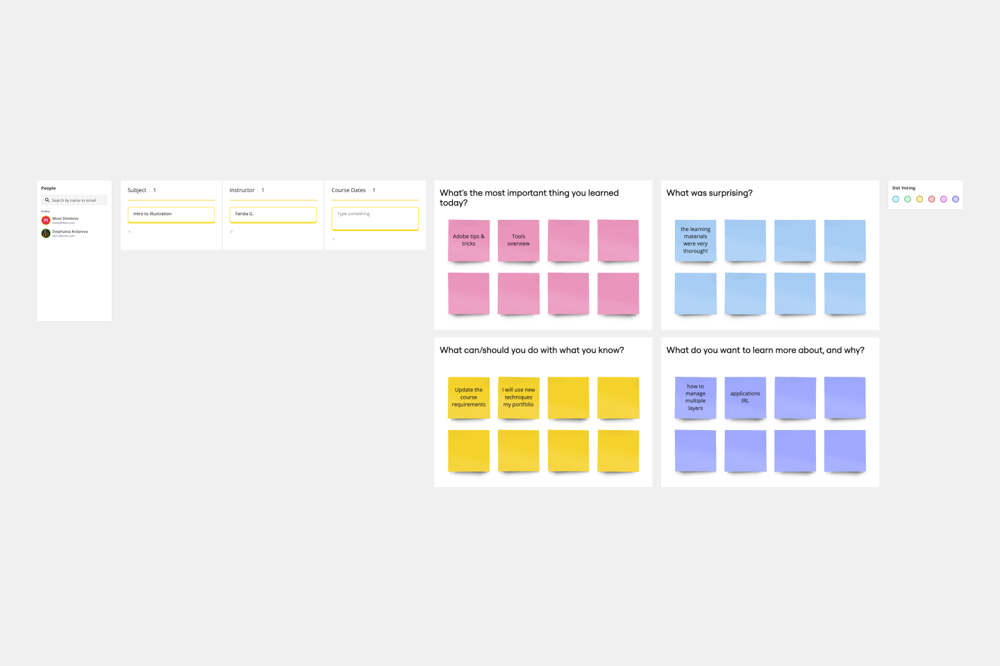 People
Search by name or email
Online
M
Moni Dimitrov
Stephania Kolarova
Subject | 1
Intro to Illustration
+
Instructor | 1
Farida G.
+
Course Dates | 1
Type something
+
What's the most important thing you learned
today?
Adobe tips &
tricks
Tools
overview
What was surprising?
the learning
materials
were very
thorough!
What can/should you do with what you know?
Update the
course
requirements
I will use new
techniques
my portfolio
What do you want to learn more about, and why?
how to
manage
multiple
layers
applications
IRL
Dot Voting